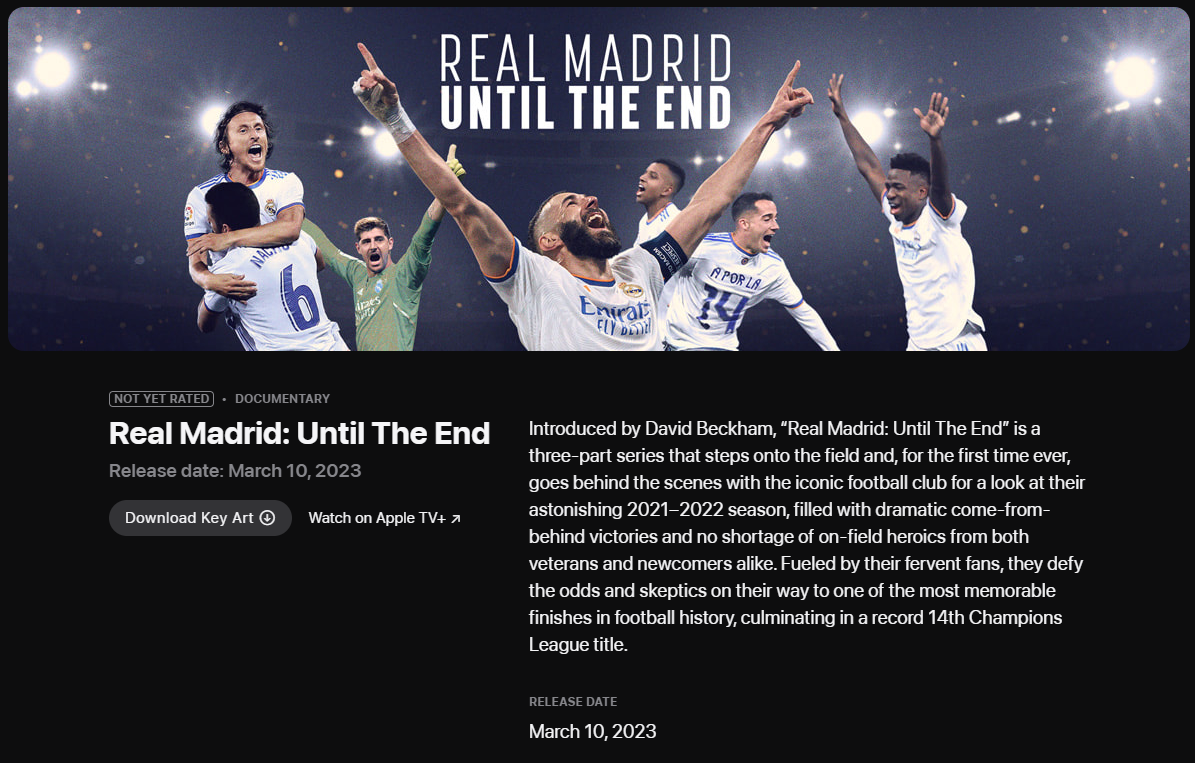 REAL MADRID
UNTIL THE END
NACHO
6
Emirates
FLY BETTER
RESPECT
A POR LA
14
NOT YET RATED • DOCUMENTARY
Real Madrid: Until The End
Release date: March 10, 2023
Download Key Art
Watch on Apple TV+ ↗
Introduced by David Beckham, “Real Madrid: Until The End” is a
three-part series that steps onto the field and, for the first time ever,
goes behind the scenes with the iconic football club for a look at their
astonishing 2021–2022 season, filled with dramatic come-from-
behind victories and no shortage of on-field heroics from both
veterans and newcomers alike. Fueled by their fervent fans, they defy
the odds and skeptics on their way to one of the most memorable
finishes in football history, culminating in a record 14th Champions
League title.
RELEASE DATE
March 10, 2023